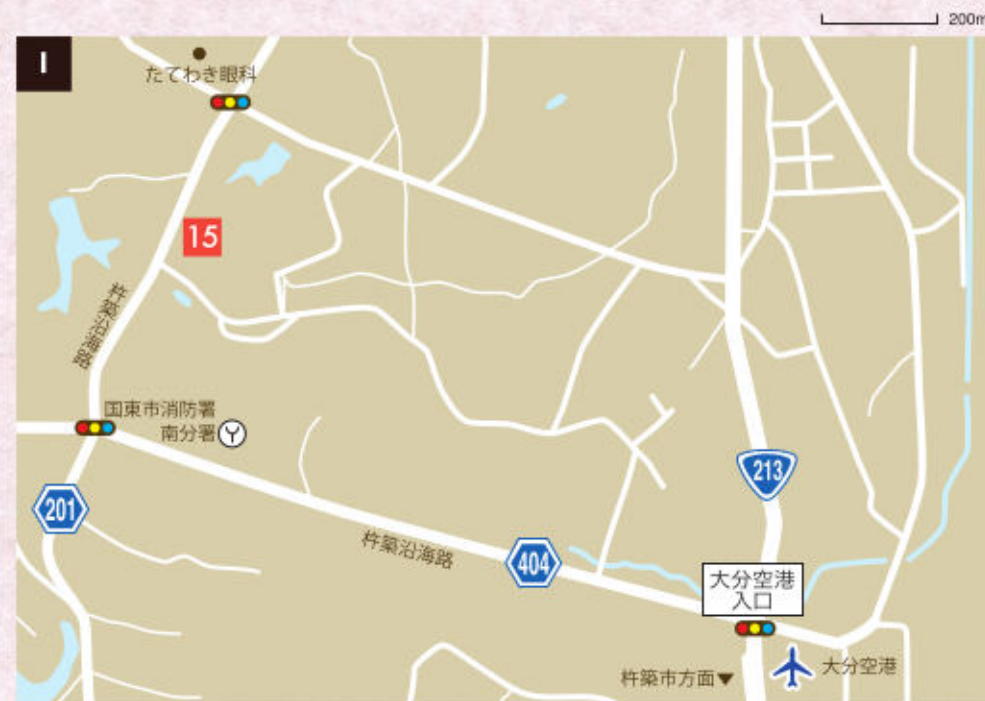 200m
I
たてわき眼科
15
杵築沿海路
国東市消防署
南分署
201
213
杵築沿海路
404
大分空港
入口
杵築市方面▼
大分空港